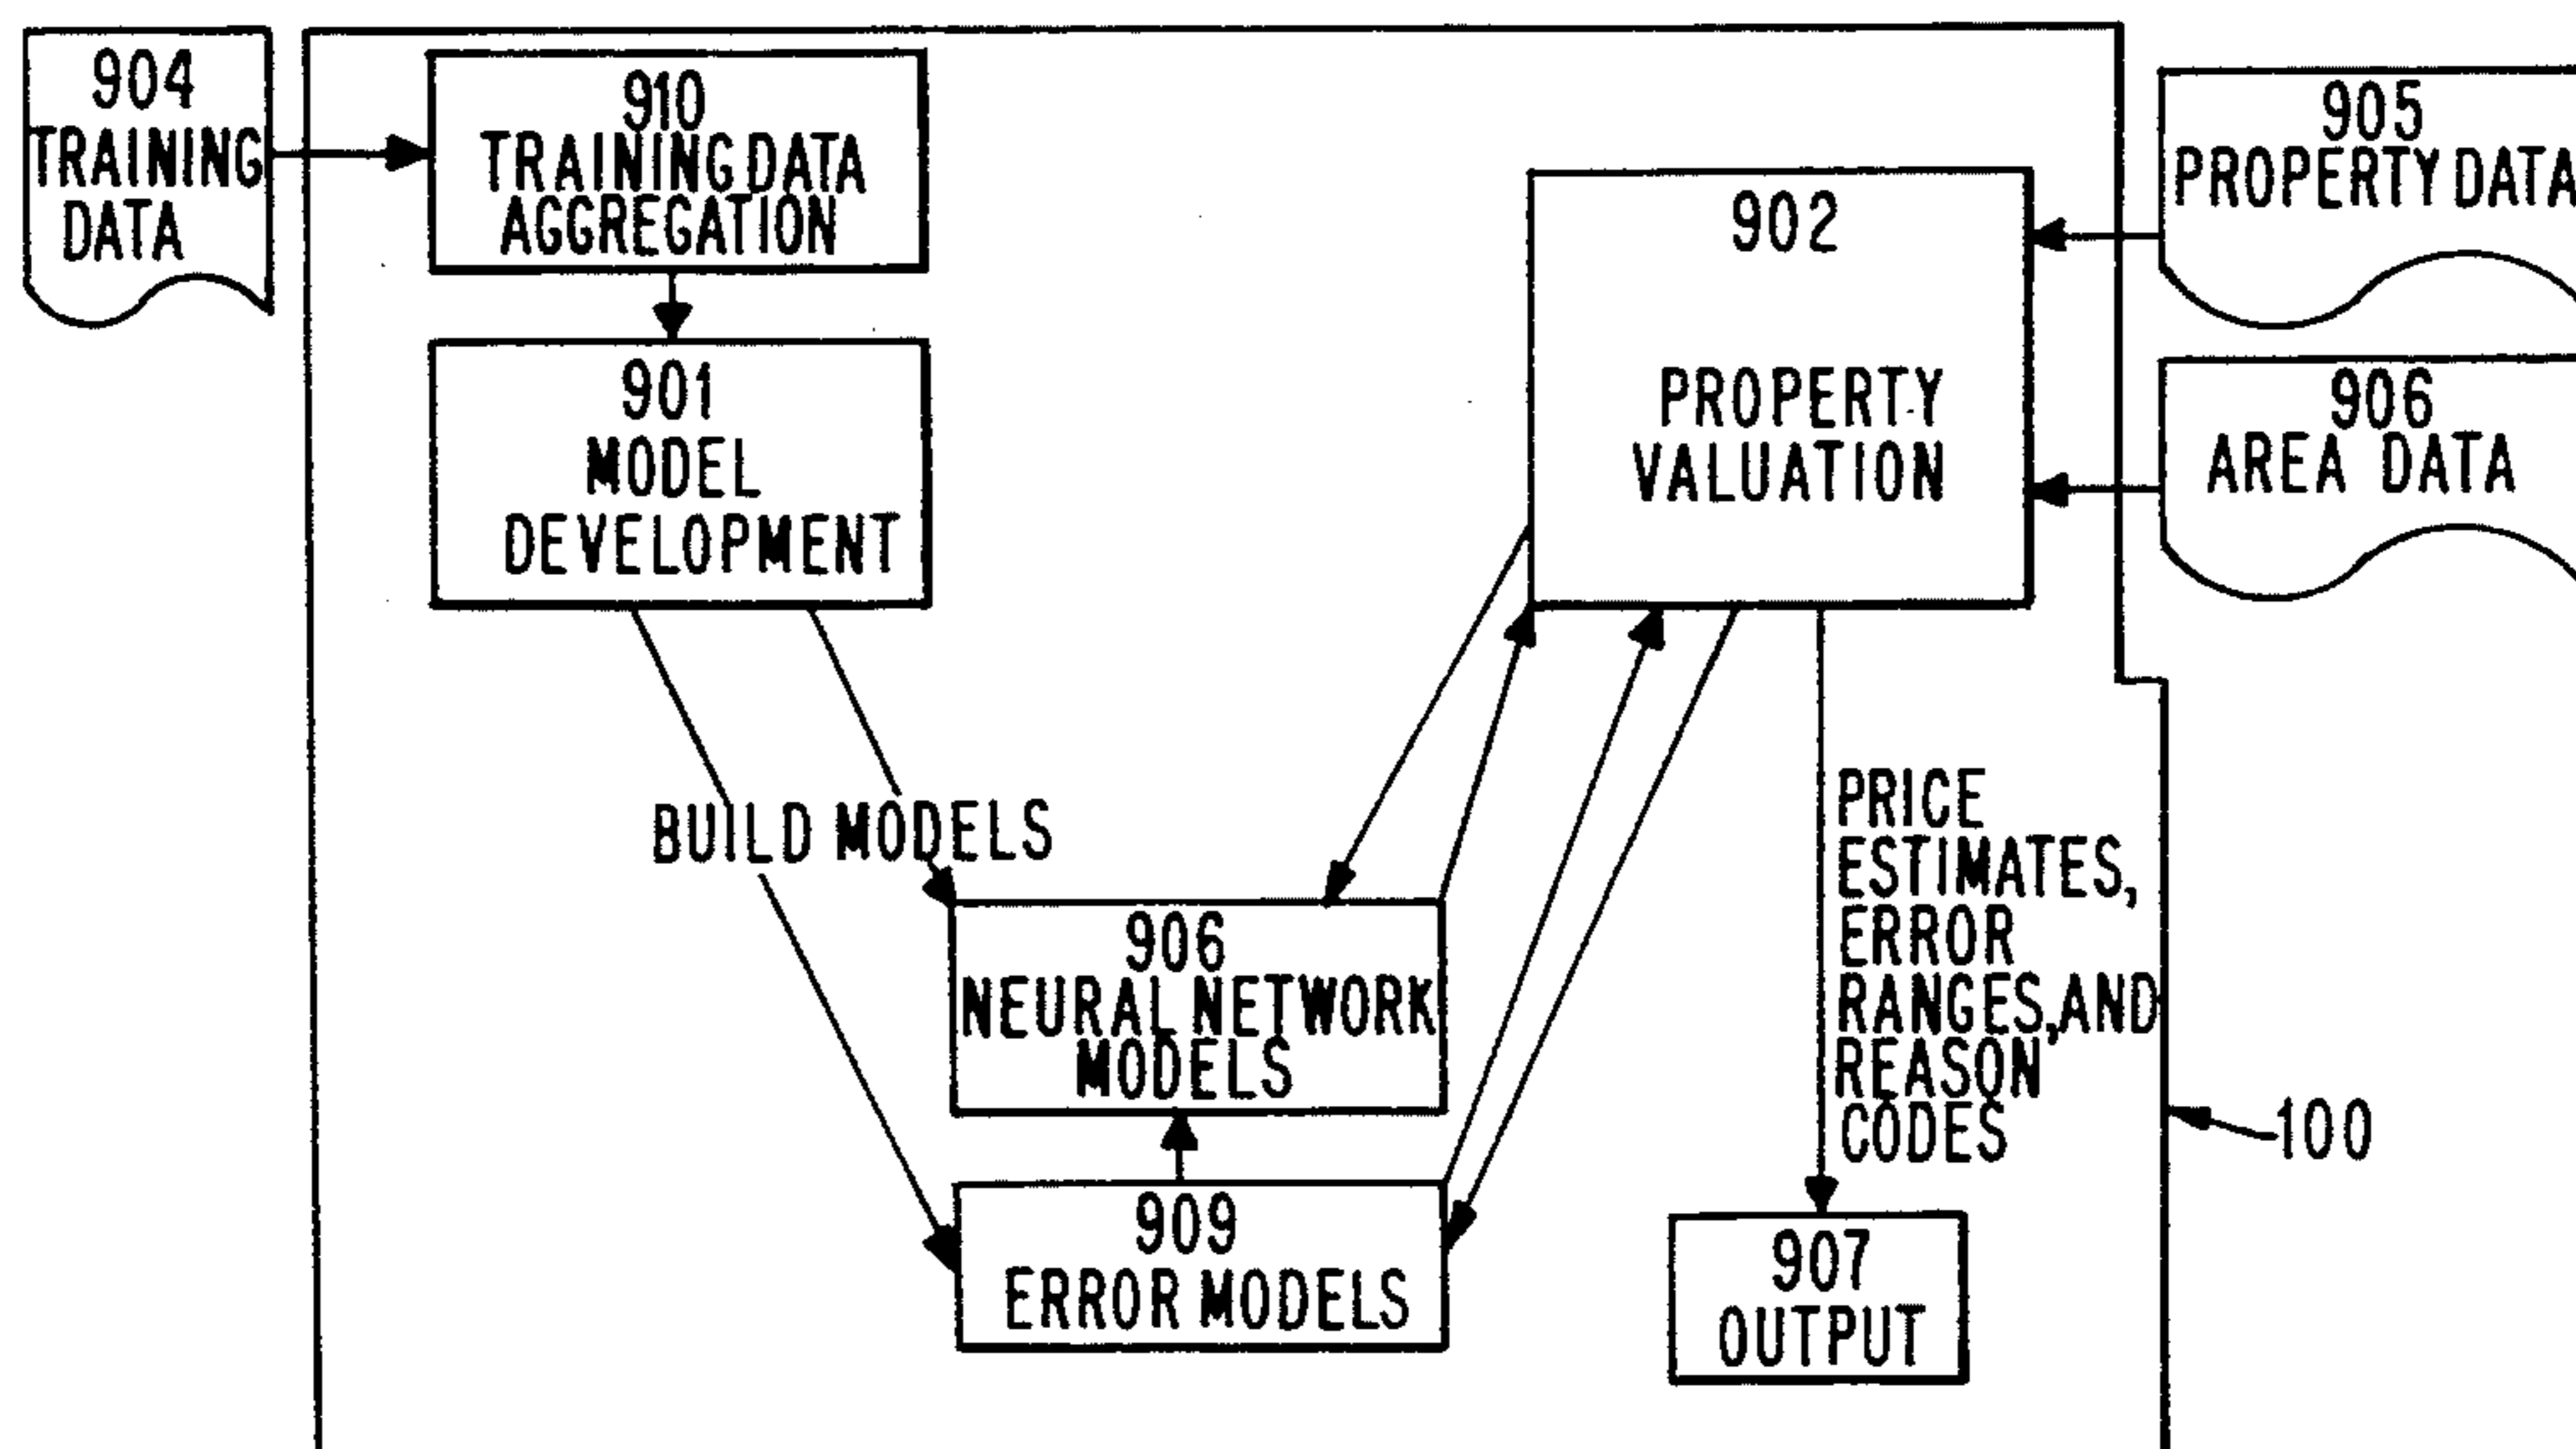 904
TRAINING
DATA
910
TRAINING DATA
AGGREGATION
901
MODEL
DEVELOPMENT
902
PROPERTY
VALUATION
905
PROPERTY DATA
906
AREA DATA
BUILD MODELS
906
NEURAL NETWORK
MODELS
909
ERROR MODELS
PRICE
ESTIMATES,
ERROR
RANGES, AND
REASON
CODES
907
OUTPUT
100